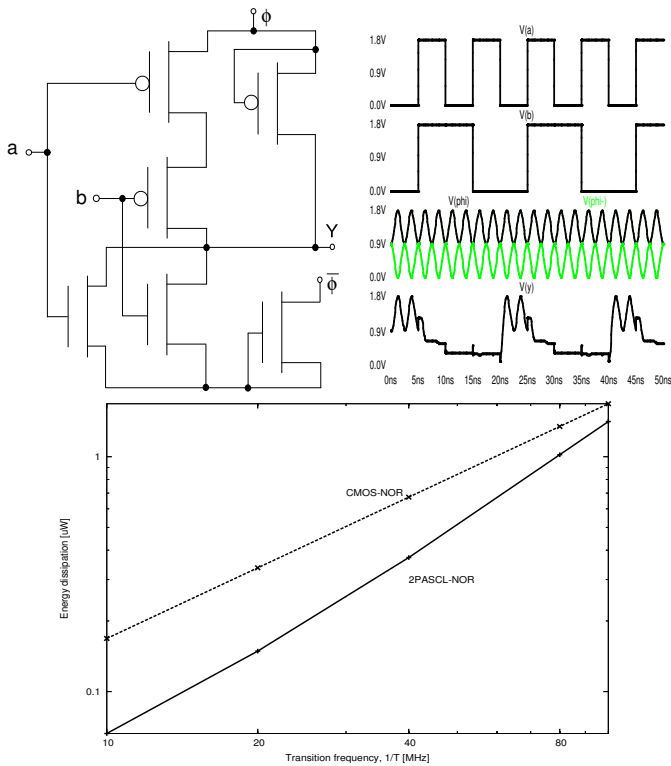 ϕ
a
b
Y
ϕ̅
V(a)
1.8V
0.9V
0.0V
V(b)
1.8V
0.9V
0.0V
V(phi) V(phi-)
1.8V
0.9V
0.0V
V(y)
1.8V
0.9V
0.0V
0ns 5ns 10ns 15ns 20ns 25ns 30ns 35ns 40ns 45ns 50ns
Energy dissipation [uW]
1
0.1
CMOS-NOR
2PASCL-NOR
10 20 40 80
Transition frequency, 1/T [MHz]